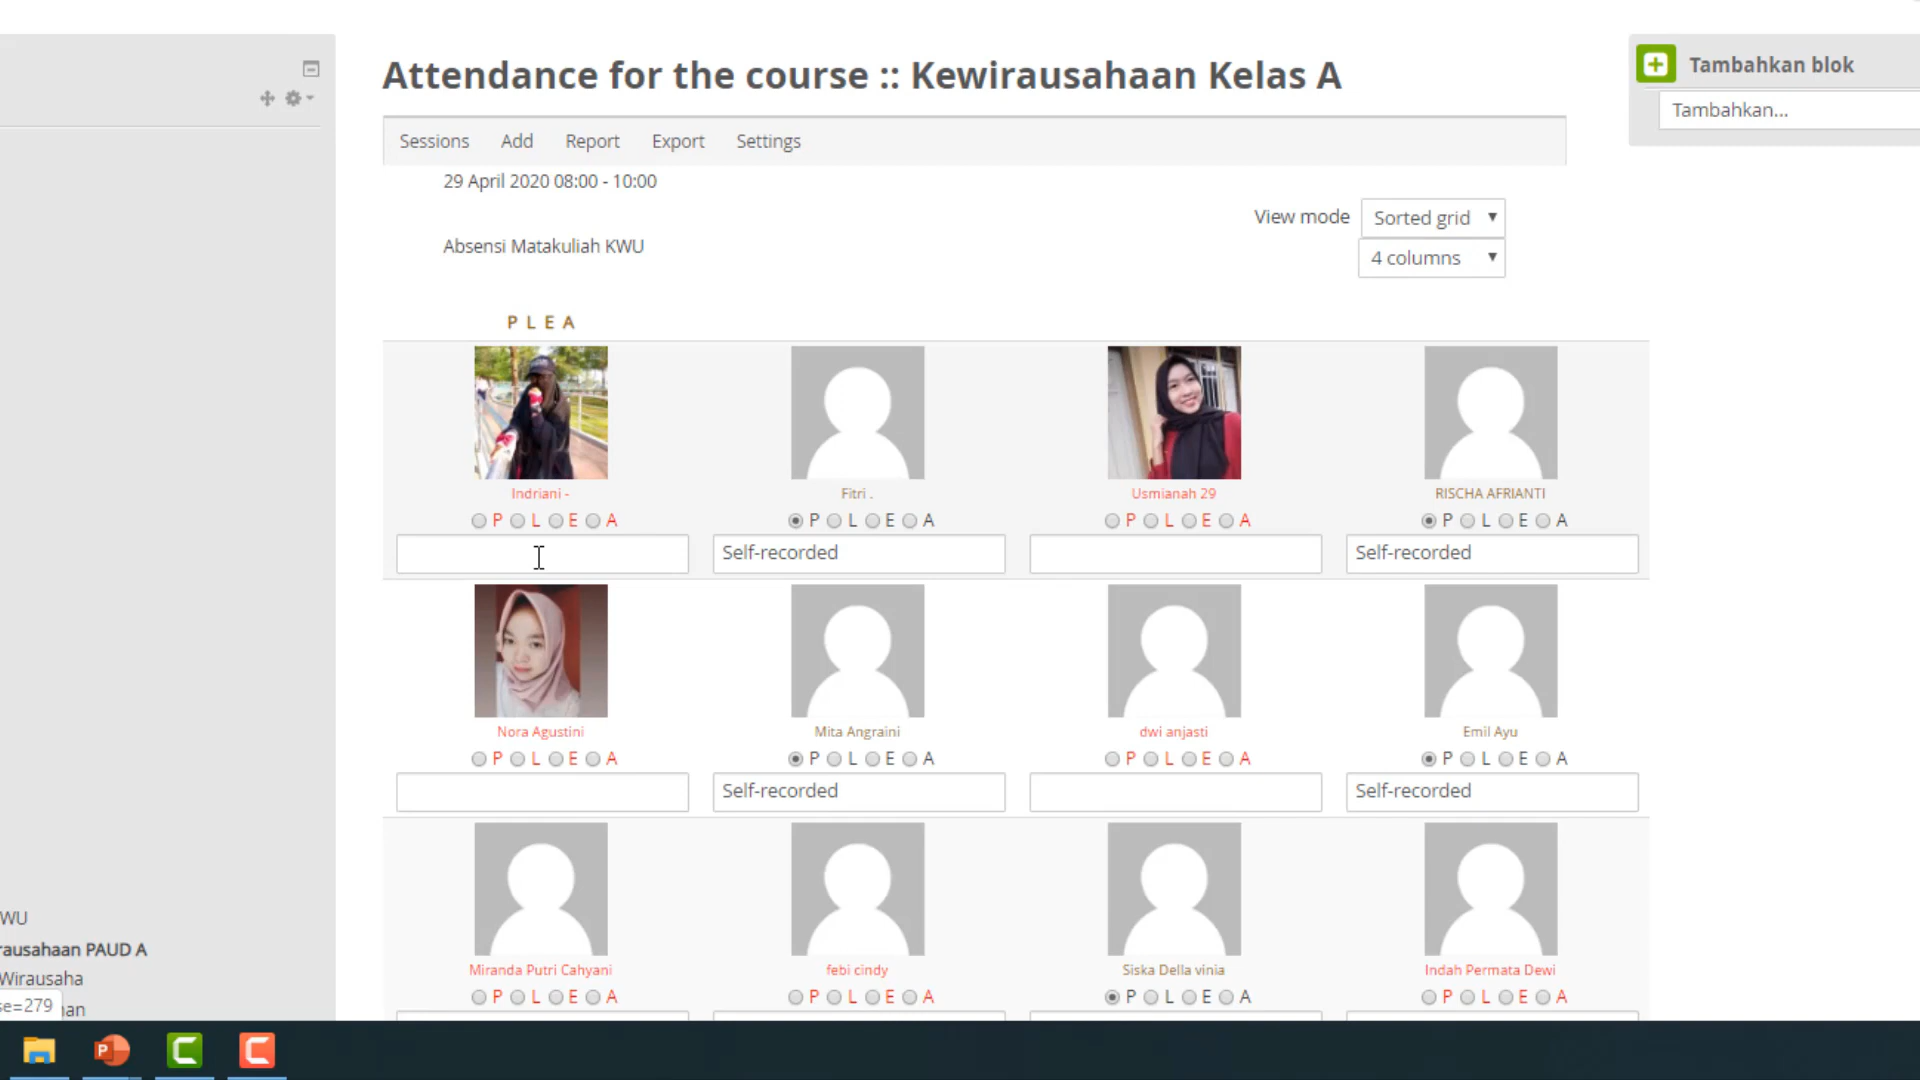 Attendance for the course :: Kewirausahaan Kelas A
Tambahkan blok
Tambahkan...
Sessions Add Report Export Settings
29 April 2020 08:00 - 10:00
View mode Sorted grid
Absensi Matakuliah KWU
4 columns
P L E A
Indriani - Fitri . Usmianah 29 RISCHA AFRIANTI
P L E A P L E A P L E A P L E A
Self-recorded Self-recorded
Nora Agustini Mita Angraini dwi anjasti Emil Ayu
P L E A P L E A P L E A P L E A
Self-recorded Self-recorded
Miranda Putri Cahyani febi cindy Siska Della vinia Indah Permata Dewi
P L E A P L E A P L E A P L E A
WU
rausahaan PAUD A
Wirausaha
se=279 an